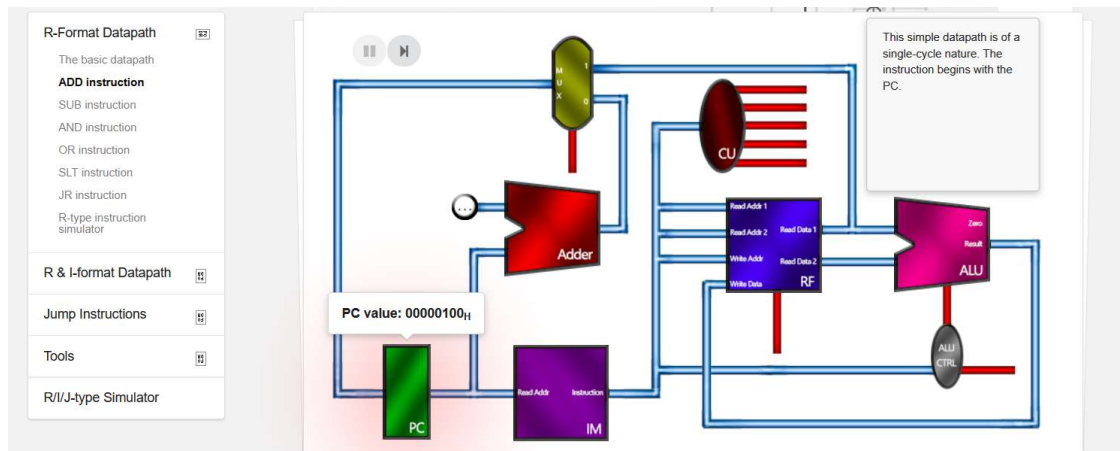 R-Format Datapath
The basic datapath
ADD instruction
SUB instruction
AND instruction
OR instruction
SLT instruction
JR instruction
R-type instruction
simulator
R & I-format Datapath
Jump Instructions
Tools
R/I/J-type Simulator
This simple datapath is of a
single-cycle nature. The
instruction begins with the
PC.
M
U
X
1
0
CU
...
Adder
Read Addr 1
Read Addr 2
Write Addr
Write Data
Read Data 1
Read Data 2
RF
Zero
Result
ALU
PC value: 00000100H
ALU
CTRL
PC
Read Addr
Instruction
IM